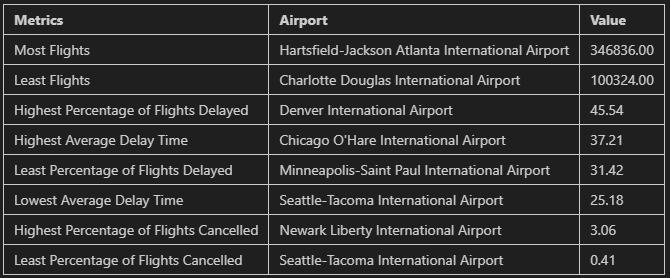 Metrics Airport Value
Most Flights Hartsfield-Jackson Atlanta International Airport 346836.00
Least Flights Charlotte Douglas International Airport 100324.00
Highest Percentage of Flights Delayed Denver International Airport 45.54
Highest Average Delay Time Chicago O'Hare International Airport 37.21
Least Percentage of Flights Delayed Minneapolis-Saint Paul International Airport 31.42
Lowest Average Delay Time Seattle-Tacoma International Airport 25.18
Highest Percentage of Flights Cancelled Newark Liberty International Airport 3.06
Least Percentage of Flights Cancelled Seattle-Tacoma International Airport 0.41